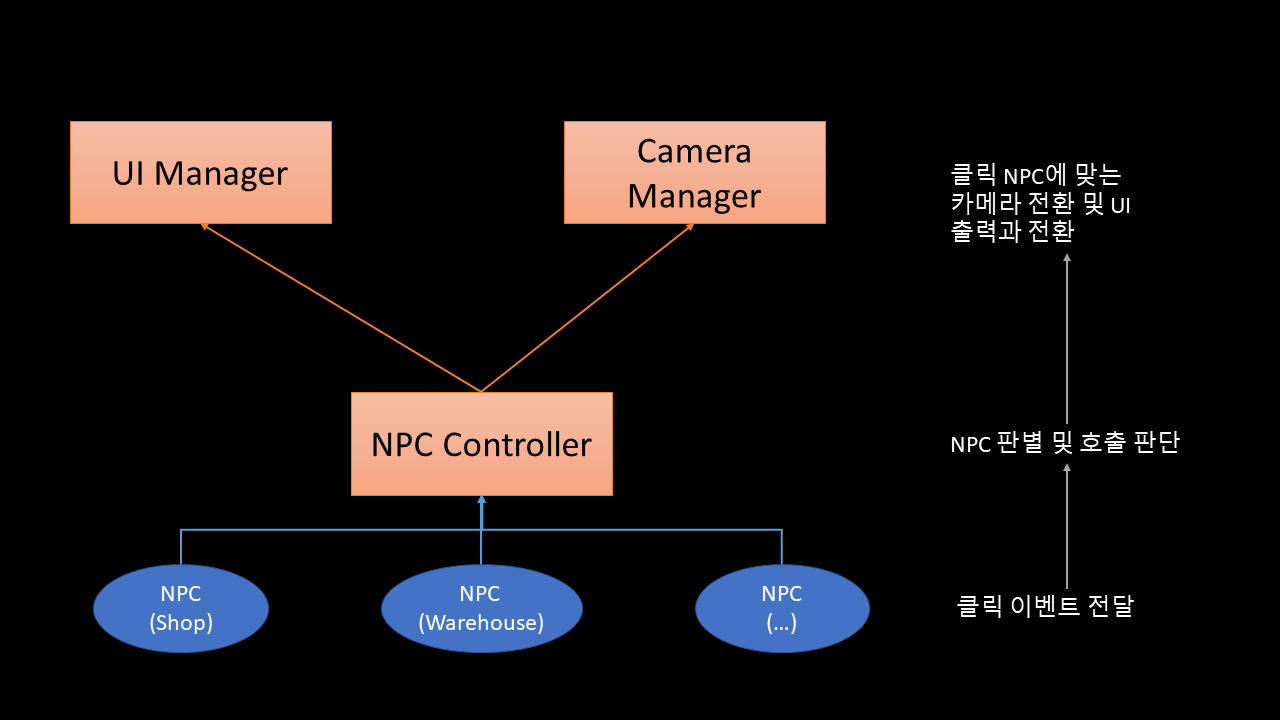 UI Manager
Camera
Manager
클릭 NPC에 맞는
카메라 전환 및 UI
출력과 전환
NPC Controller
NPC 판별 및 호출 판단
NPC
(Shop)
NPC
(Warehouse)
NPC
(...)
클릭 이벤트 전달